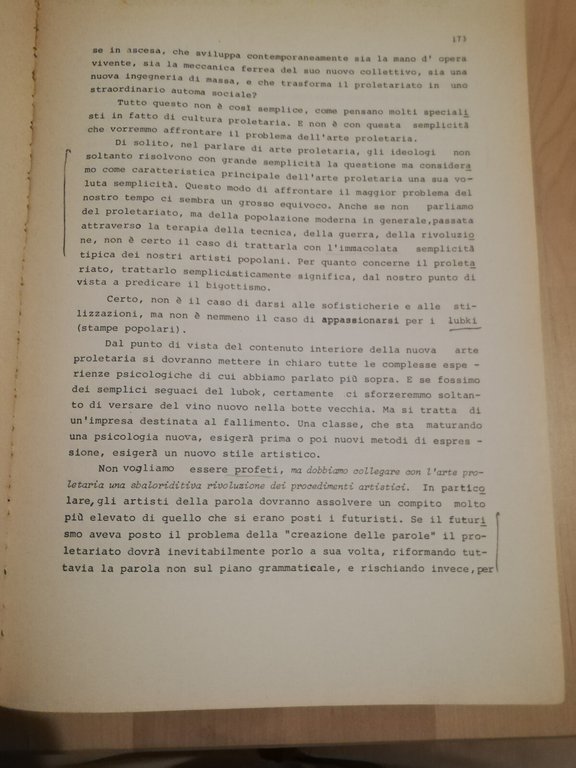 173
se in ascesa, che sviluppa contemporaneamente sia la mano d' opera
vivente, sia la meccanica ferrea del suo nuovo collettivo, sia una
nuova ingegneria di massa, e che trasforma il proletariato in uno
straordinario automa sociale?
Tutto questo non è così semplice, come pensano molti speciali
sti in fatto di cultura proletaria. E non è con questa semplicità
che vorremmo affrontare il problema dell'arte proletaria.
Di solito, nel parlare di arte proletaria, gli ideologi non
soltanto risolvono con grande semplicità la questione ma considera
mo come caratteristica principale dell'arte proletaria una sua vo-
luta semplicità. Questo modo di affrontare il maggior problema del
nostro tempo ci sembra un grosso equivoco. Anche se non parliamo
del proletariato, ma della popolazione moderna in generale,passata
attraverso la terapia della tecnica, della guerra, della rivoluzio
ne, non è certo il caso di trattarla con l'immacolata semplicità
tipica dei nostri artisti popolani. Per quanto concerne il proleta
riato, trattarlo semplicisticamente significa, dal nostro punto di
vista a predicare il bigottismo.
Certo, non è il caso di darsi alle sofisticherie e alle sti-
lizzazioni, ma non è nemmeno il caso di appassionarsi per i lubki
(stampe popolari).
Dal punto di vista del contenuto interiore della nuova arte
proletaria si dovranno mettere in chiaro tutte le complesse espe -
rienze psicologiche di cui abbiamo parlato più sopra. E se fossimo
dei semplici seguaci del lubok, certamente ci sforzeremmo soltan-
to di versare del vino nuovo nella botte vecchia. Ma si tratta di
un'impresa destinata al fallimento. Una classe, che sta maturando
una psicologia nuova, esigerà prima o poi nuovi metodi di espres -
sione, esigerà un nuovo stile artistico.
Non vogliamo essere profeti, ma dobbiamo collegare con l'arte pro-
letaria una sbaloriditiva rivoluzione dei procedimenti artistici. In partico
lare,gli artisti della parola dovranno assolvere un compito molto
più elevato di quello che si erano posti i futuristi. Se il futuri
smo aveva posto il problema della "creazione delle parole" il pro-
letariato dovrà inevitabilmente porlo a sua volta, riformando tut-
tavia la parola non sul piano grammaticale, e rischiando invece,per